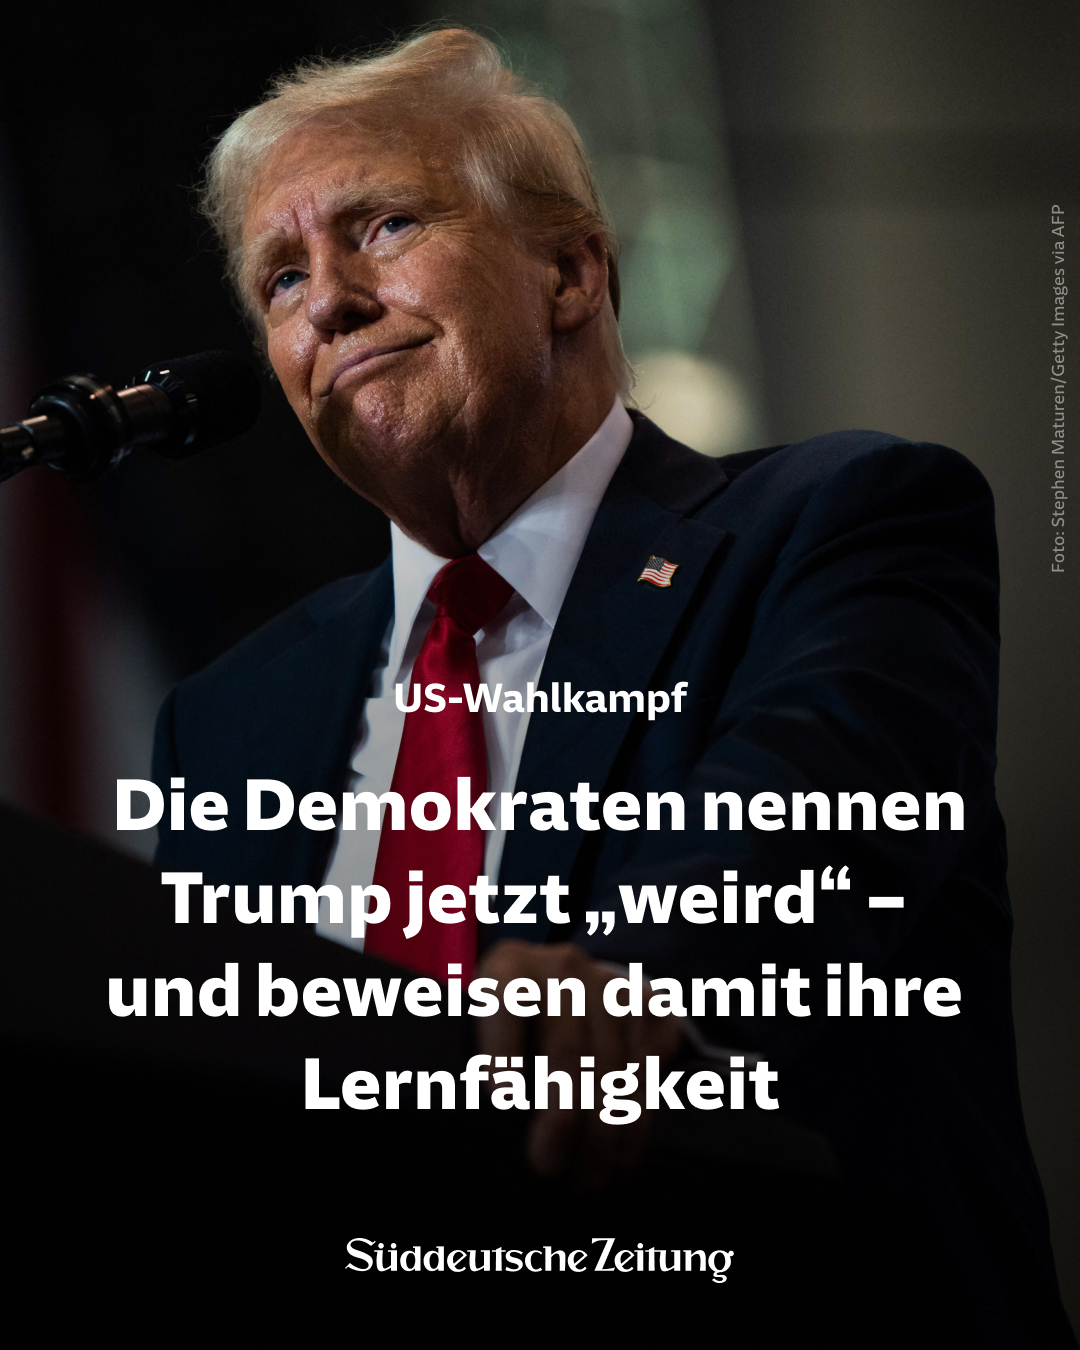 Foto: Stephen Maturen/Getty Images via AFP
US-Wahlkampf
Die Demokraten nennen
Trump jetzt „weird“ –
und beweisen damit ihre
Lernfähigkeit
Süddeutsche Zeitung